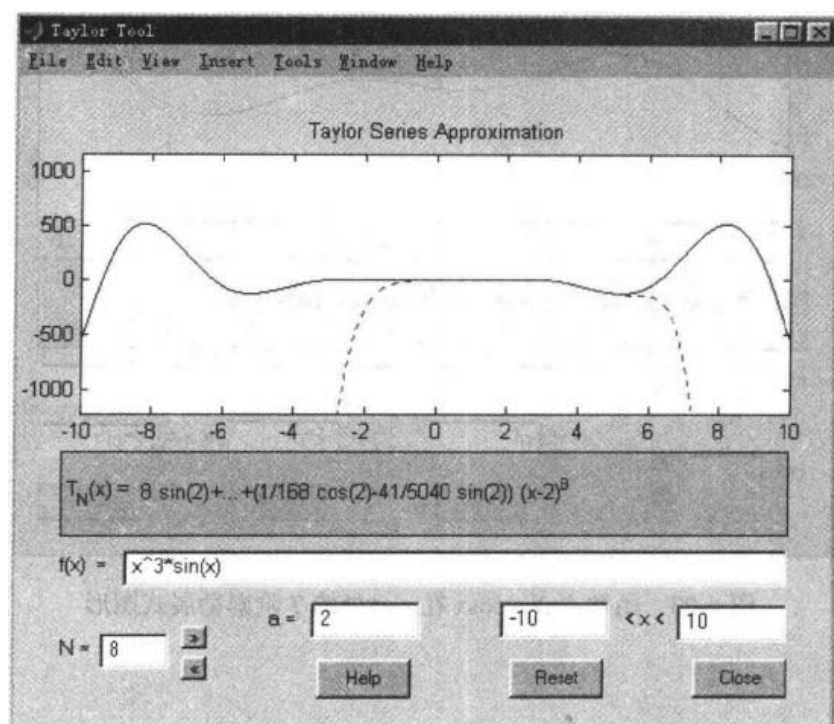 Taylor Tool
File Edit View Insert Tools Window Help
Taylor Series Approximation
1000
500
0
-500
-1000
-10 -8 -6 -4 -2 0 2 4 6 8 10
T_N(x) = 8 sin(2)+...+(1/168 cos(2)-41/5040 sin(2)) (x-2)^8
f(x) = x^3*sin(x)
N = 8 » « a = 2 -10 < x < 10
Help Reset Close